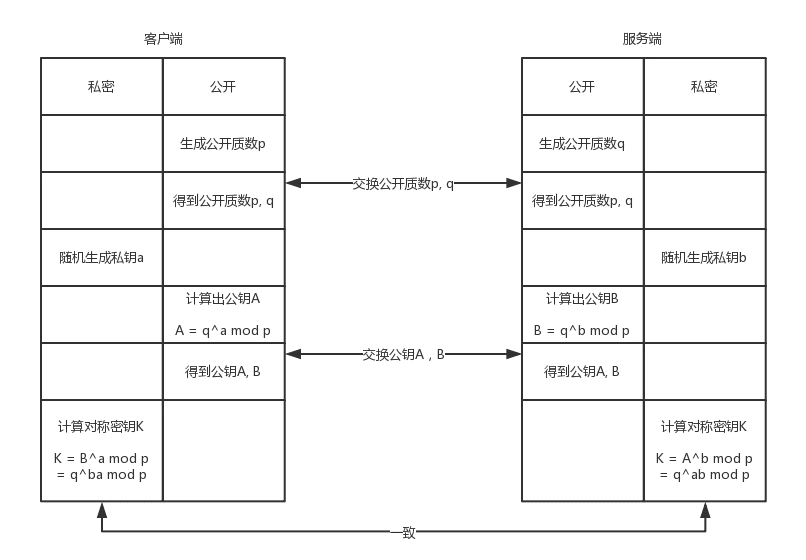 客户端
服务端
私密
公开
公开
私密
生成公开质数p
生成公开质数q
得到公开质数p, q
交换公开质数p, q
得到公开质数p, q
随机生成私钥a
随机生成私钥b
计算出公钥A
A = q^a mod p
计算出公钥B
B = q^b mod p
得到公钥A, B
交换公钥A , B
得到公钥A, B
计算对称密钥K
K = B^a mod p
= q^ba mod p
计算对称密钥K
K = A^b mod p
= q^ab mod p
一致